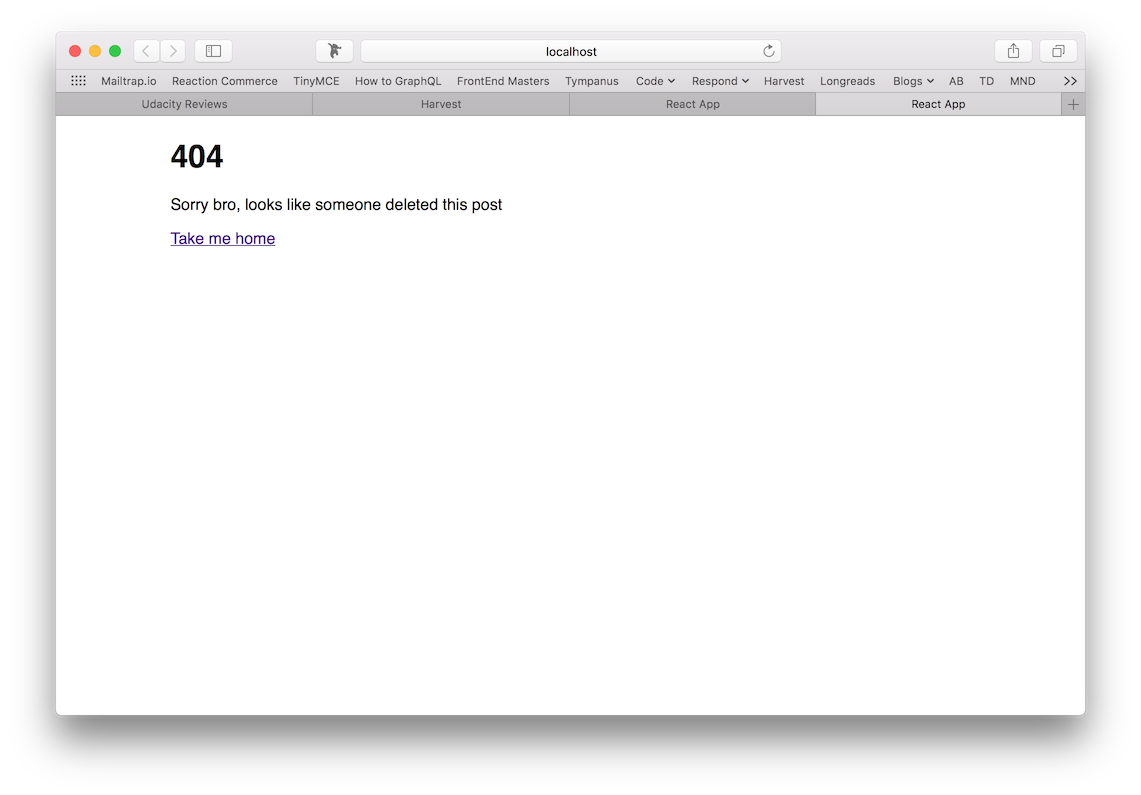 localhost
Mailtrap.io Reaction Commerce TinyMCE How to GraphQL FrontEnd Masters Tympanus Code Respond Harvest Longreads Blogs AB TD MND
Udacity Reviews Harvest React App React App
404
Sorry bro, looks like someone deleted this post
Take me home